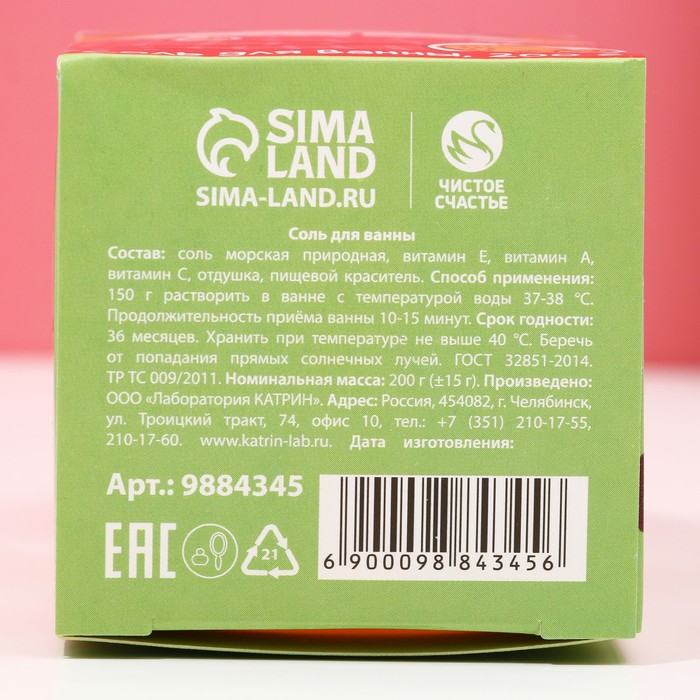 соль для ванны, 200 г
SIMA
LAND
SIMA-LAND.RU
ЧИСТОЕ
СЧАСТЬЕ
Соль для ванны
Состав: соль морская природная, витамин Е, витамин А,
витамин С, отдушка, пищевой краситель. Способ применения:
150 г растворить в ванне с температурой воды 37-38 °С.
Продолжительность приёма ванны 10-15 минут. Срок годности:
36 месяцев. Хранить при температуре не выше 40 °С. Беречь
от попадания прямых солнечных лучей. ГОСТ 32851-2014.
ТР ТС 009/2011. Номинальная масса: 200 г (±15 г). Произведено:
ООО «Лаборатория КАТРИН». Адрес: Россия, 454082, г. Челябинск,
ул. Троицкий тракт, 74, офис 10, тел.: +7 (351) 210-17-55,
210-17-60. www.katrin-lab.ru. Дата изготовления:
Арт.: 9884345
EAC
21
6 900098 843456